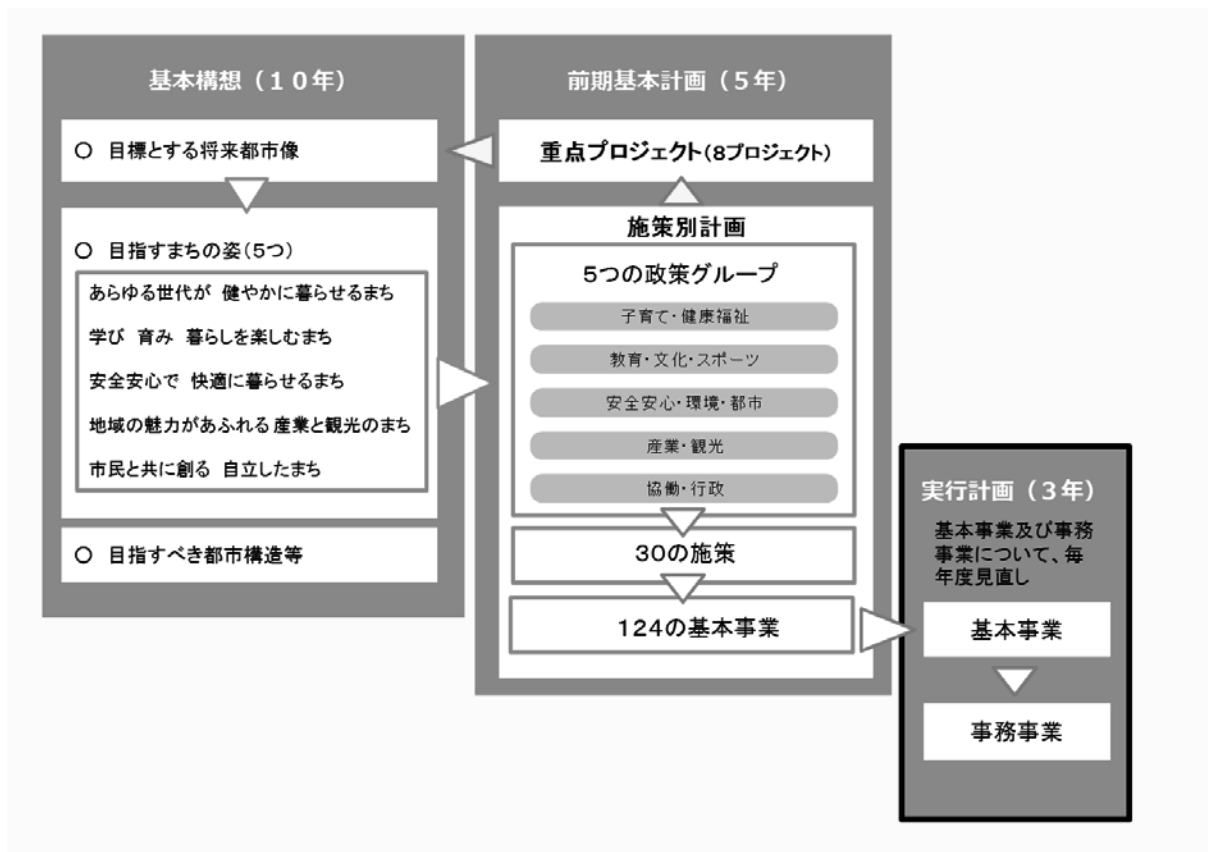 基本構想（１０年）
○ 目標とする将来都市像
○ 目指すまちの姿(5つ)
あらゆる世代が 健やかに暮らせるまち
学び 育み 暮らしを楽しむまち
安全安心で 快適に暮らせるまち
地域の魅力があふれる 産業と観光のまち
市民と共に創る 自立したまち
○ 目指すべき都市構造等
前期基本計画（５年）
重点プロジェクト(8プロジェクト)
施策別計画
5つの政策グループ
子育て・健康福祉
教育・文化・スポーツ
安全安心・環境・都市
産業・観光
協働・行政
30の施策
124の基本事業
実行計画（３年）
基本事業及び事務
事業について、毎
年度見直し
基本事業
事務事業